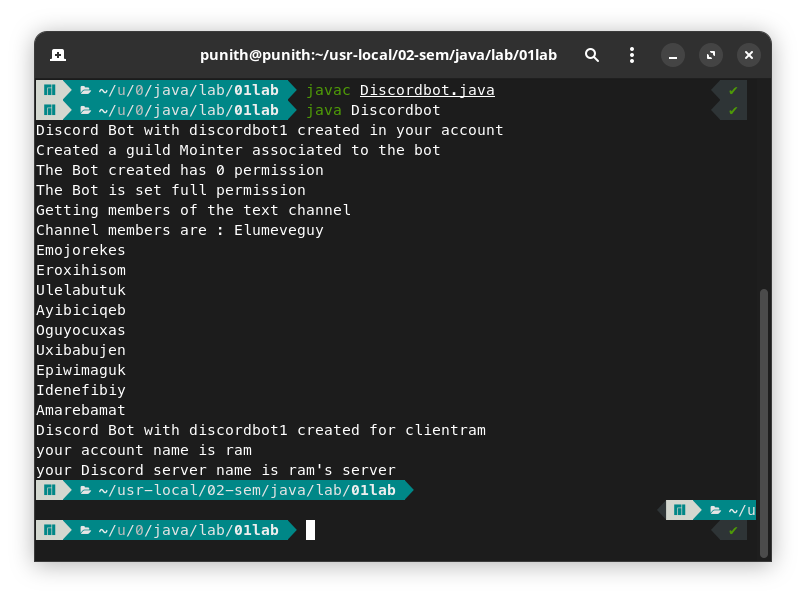 punith@punith:~/usr-local/02-sem/java/lab/01lab
~/u/0/java/lab/01lab javac Discordbot.java ✔
~/u/0/java/lab/01lab java Discordbot ✔
Discord Bot with discordbot1 created in your account
Created a guild Mointer associated to the bot
The Bot created has 0 permission
The Bot is set full permission
Getting members of the text channel
Channel members are : Elumeveguy
Emojorekes
Eroxihisom
Ulelabutuk
Ayibiciqeb
Oguyocuxas
Uxibabujen
Epiwimaguk
Idenefibiy
Amarebamat
Discord Bot with discordbot1 created for clientram
your account name is ram
your Discord server name is ram's server
~/usr-local/02-sem/java/lab/01lab
~/u
~/u/0/java/lab/01lab ✔